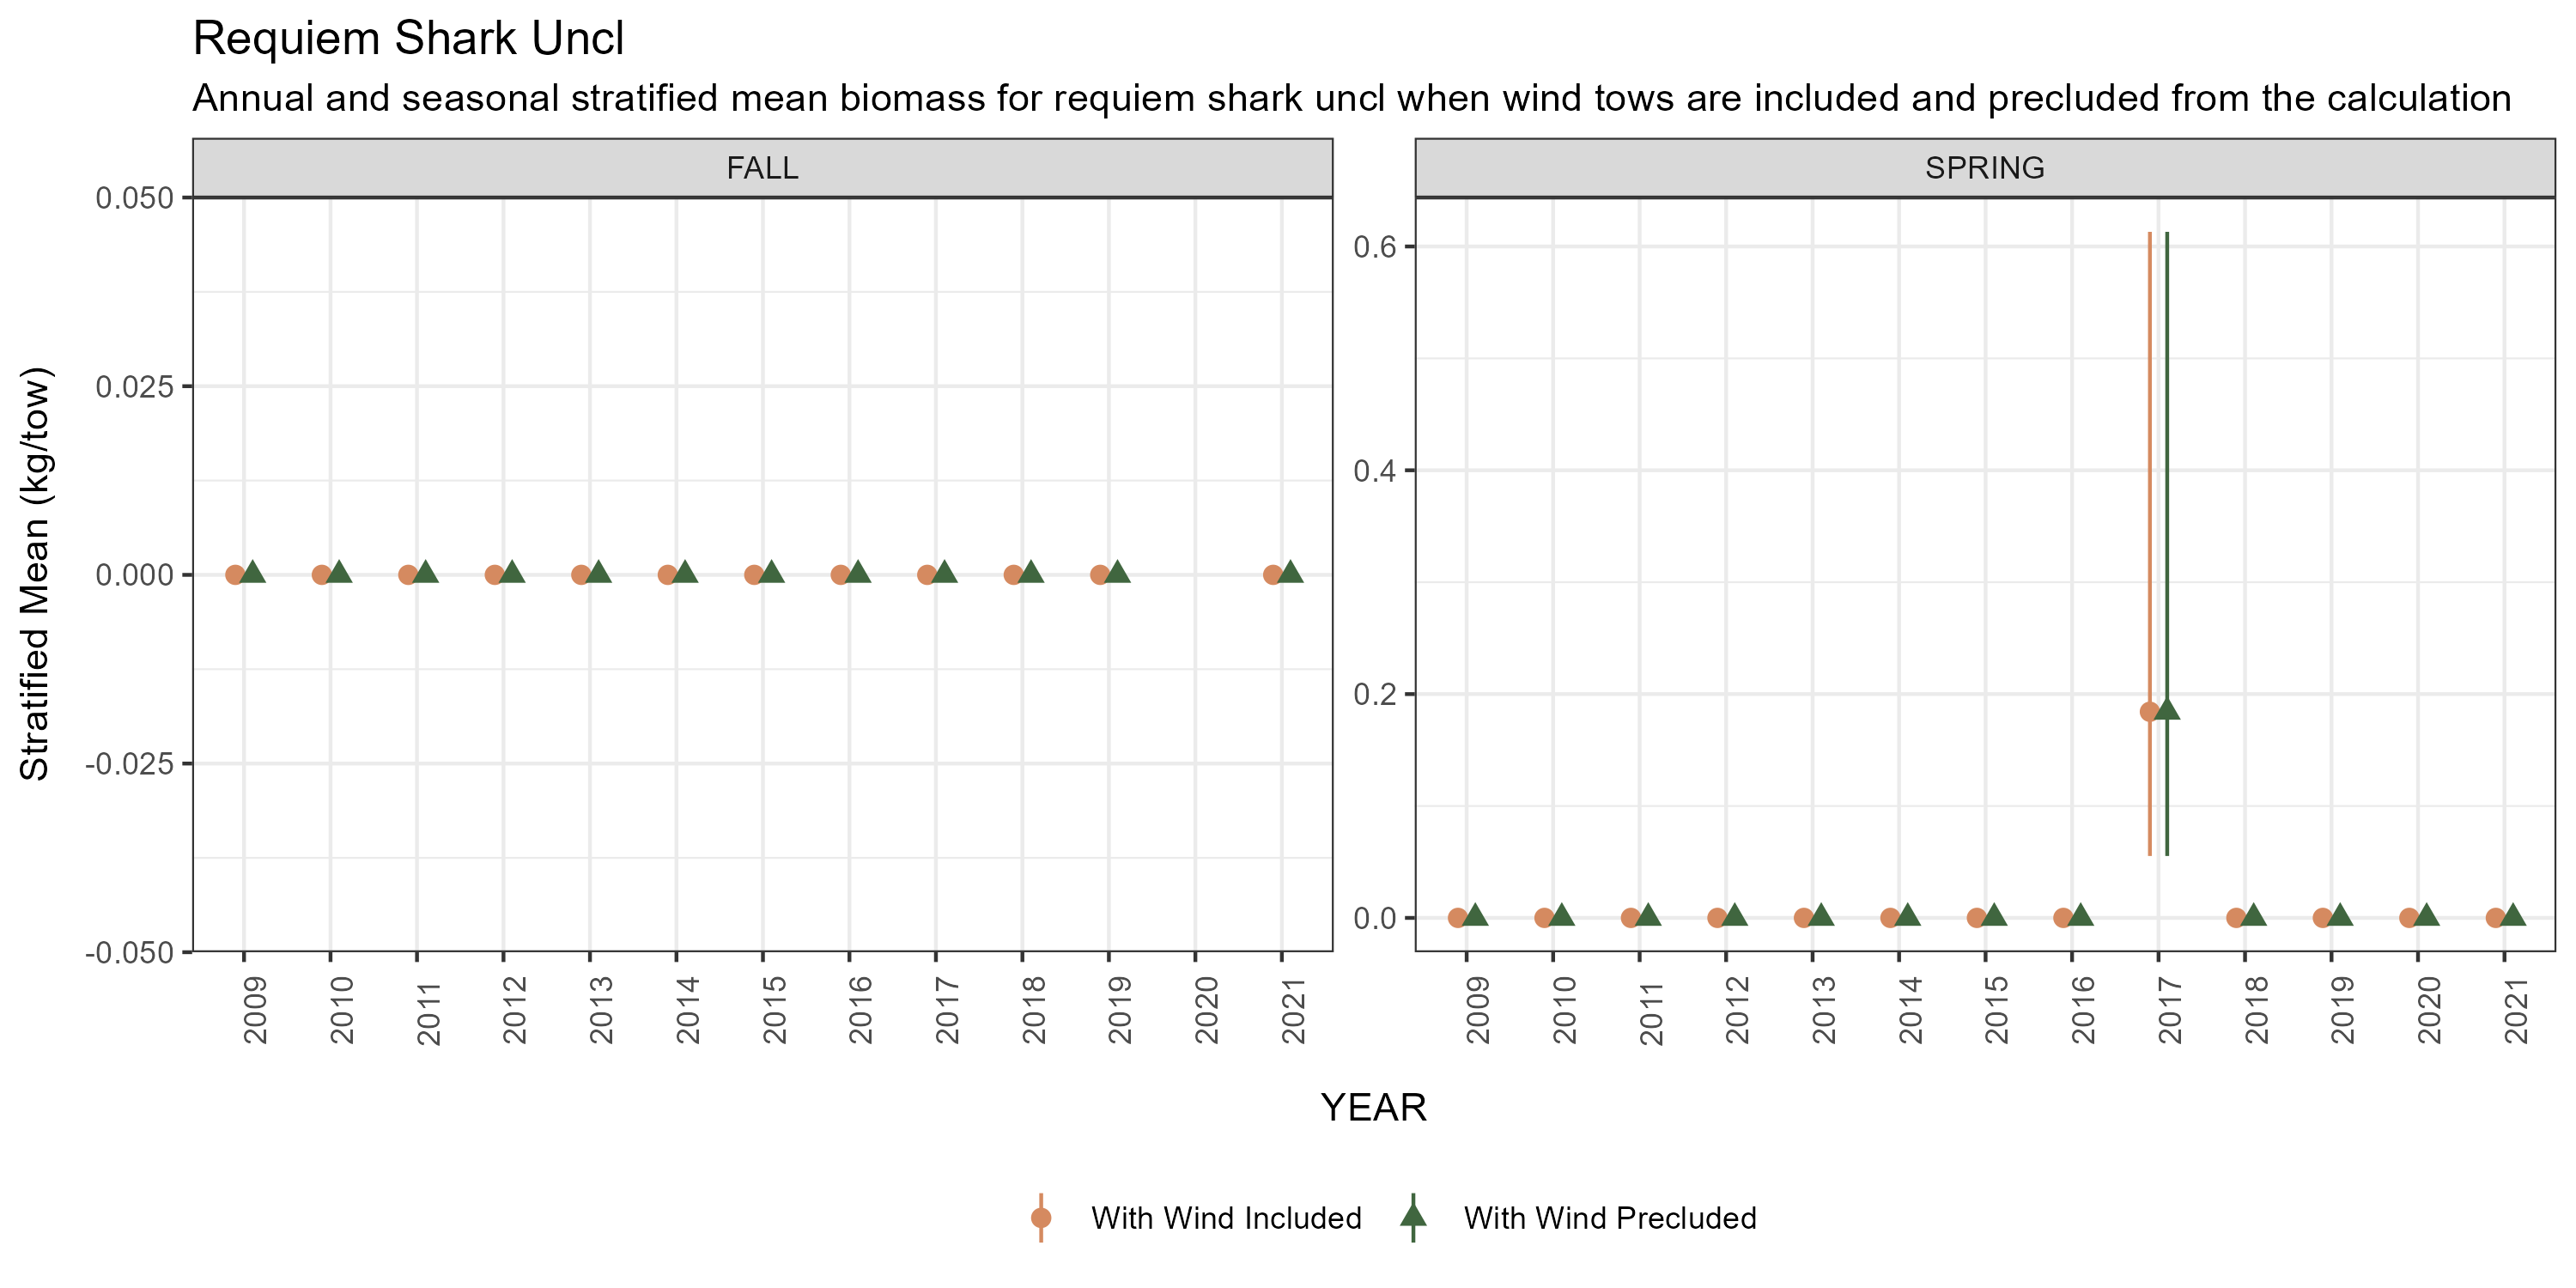 Requiem Shark Uncl
Annual and seasonal stratified mean biomass for requiem shark uncl when wind tows are included and precluded from the calculation
FALL
SPRING
Stratified Mean (kg/tow)
0.050
0.025
0.000
-0.025
-0.050
0.6
0.4
0.2
0.0
2009 2010 2011 2012 2013 2014 2015 2016 2017 2018 2019 2020 2021
2009 2010 2011 2012 2013 2014 2015 2016 2017 2018 2019 2020 2021
YEAR
With Wind Included
With Wind Precluded